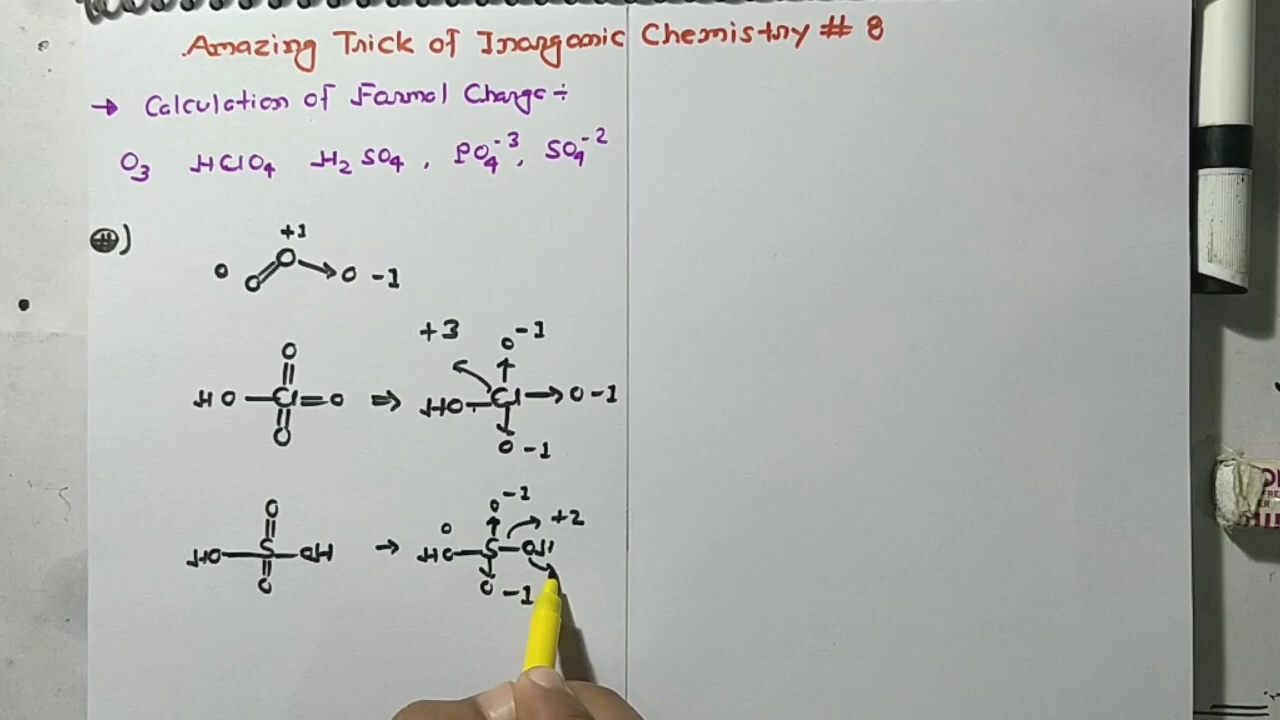 Amazing Trick of Inorganic Chemistry # 8
→ Calculation of Formal Charge ÷
O3 HClO4 H2SO4, PO4^-3, SO4^-2
#)
+1
O O=O→O -1
+3 O -1
O
HO—Cl=O ⇒ HO—Cl→O -1
O O -1
O O -1
O +2
HO—S—OH → HO—S—OH
O O -1